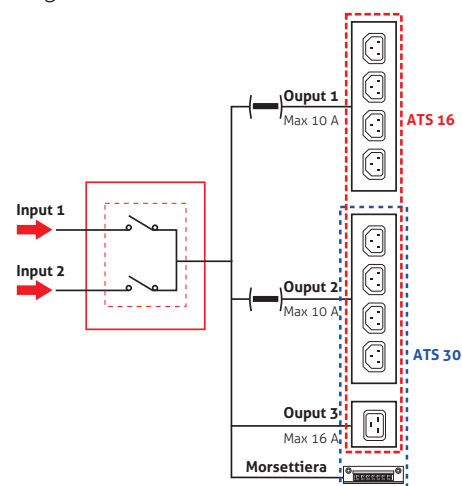 Ouput 1
Max 10 A
ATS 16
Input 1
Input 2
Ouput 2
Max 10 A
ATS 30
Ouput 3
Max 16 A
Morsettiera